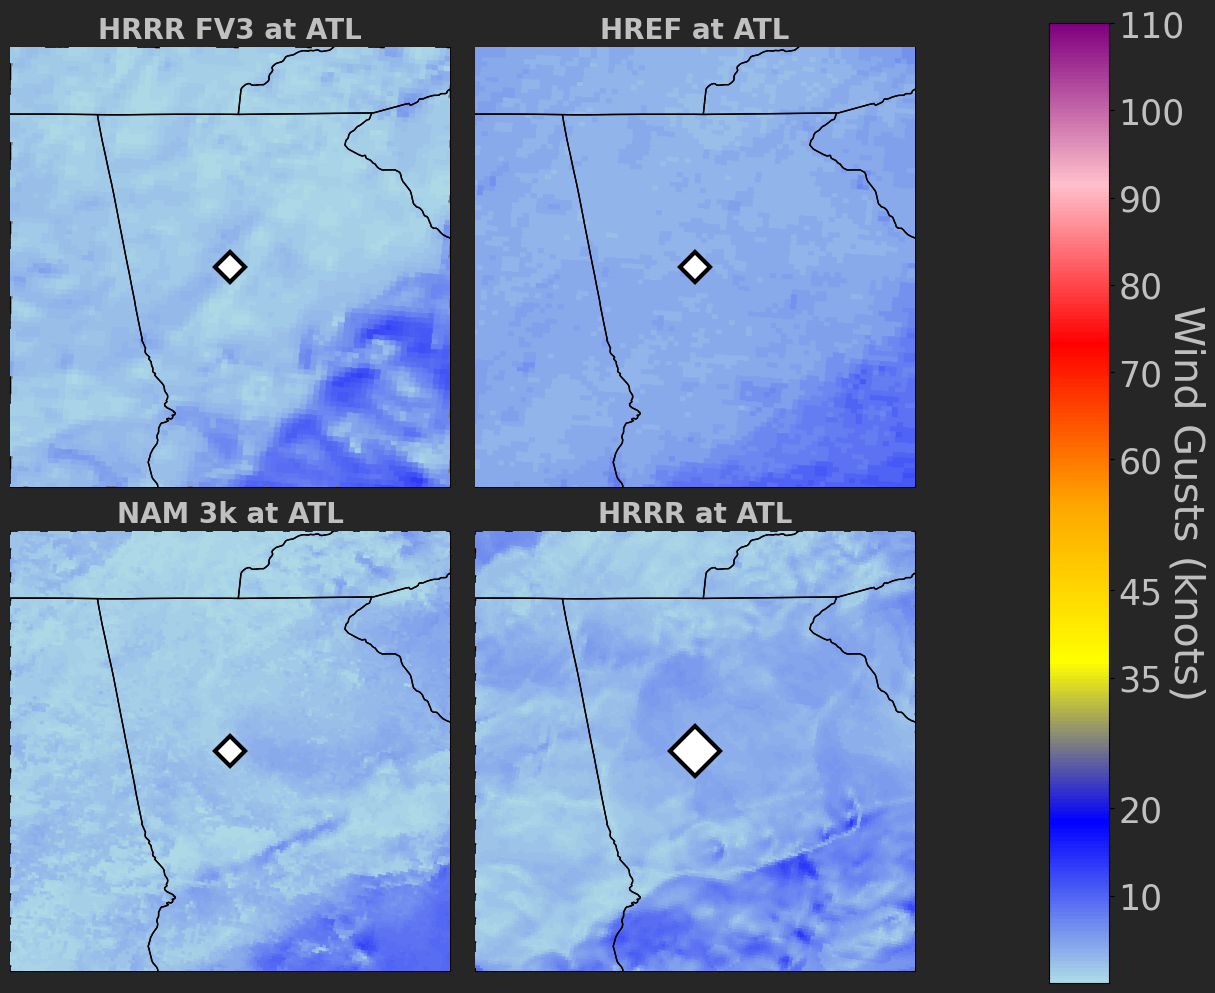 HRRR FV3 at ATL
HREF at ATL
NAM 3k at ATL
HRRR at ATL
110
100
90
80
70
60
45
35
20
10
Wind Gusts (knots)